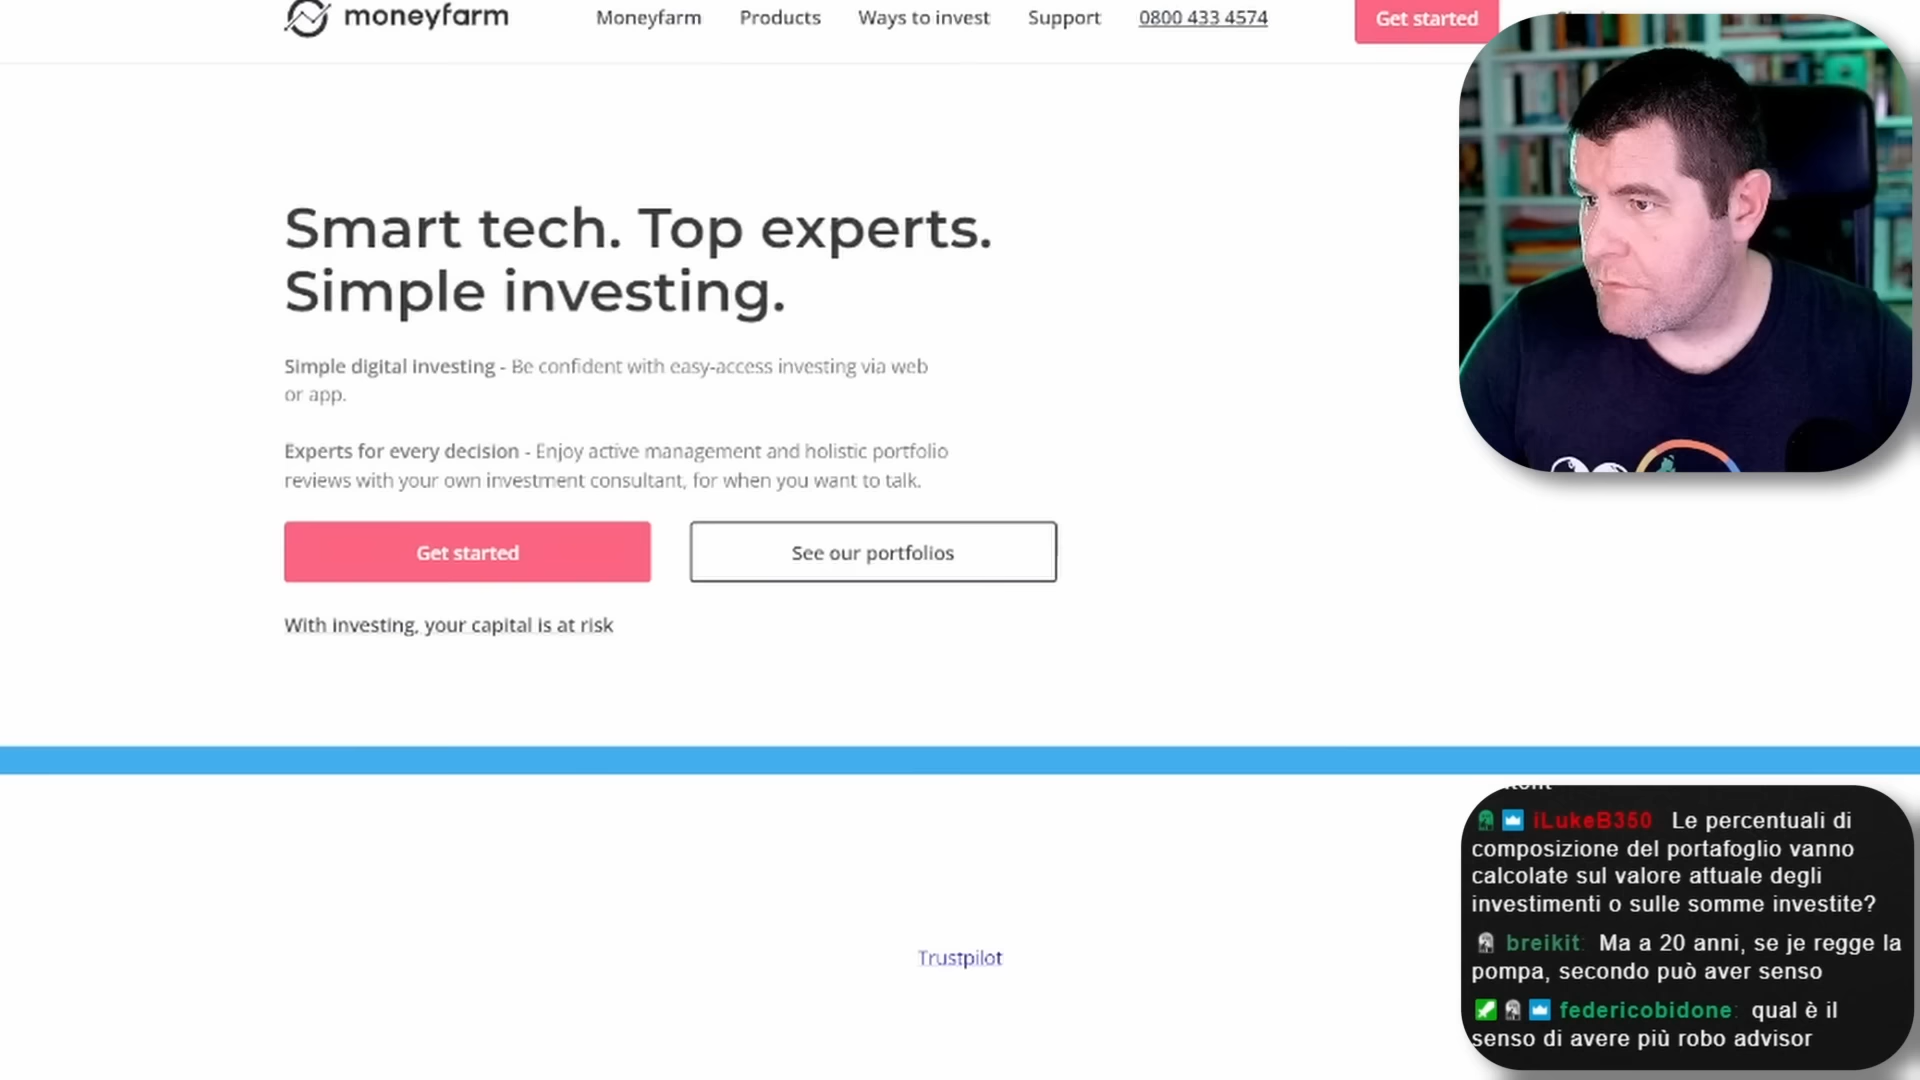 moneyfarm
Moneyfarm
Products
Ways to invest
Support
0800 433 4574
Get started
Smart tech. Top experts.
Simple investing.
Simple digital investing - Be confident with easy-access investing via web
or app.
Experts for every decision - Enjoy active management and holistic portfolio
reviews with your own investment consultant, for when you want to talk.
Get started
See our portfolios
With investing, your capital is at risk
Trustpilot
iLukeB350 Le percentuali di
composizione del portafoglio vanno
calcolate sul valore attuale degli
investimenti o sulle somme investite?
breikit: Ma a 20 anni, se je regge la
pompa, secondo può aver senso
federicobidone: qual è il
senso di avere più robo advisor